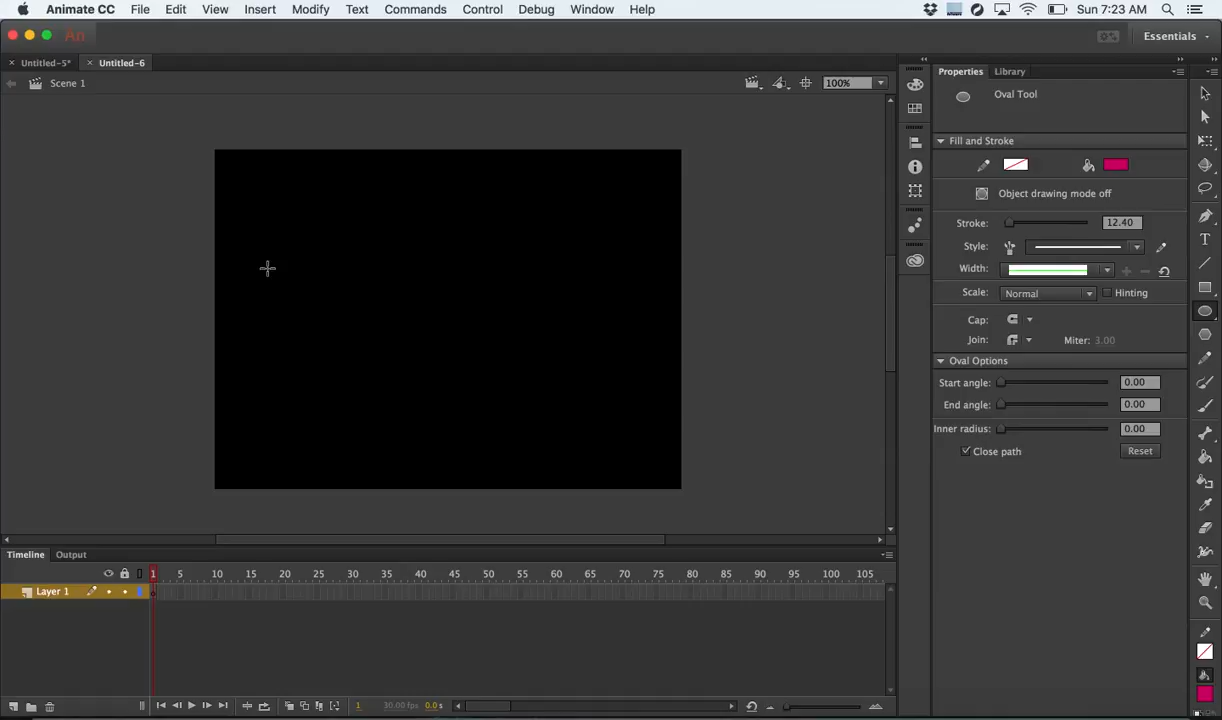 Animate CC File Edit View Insert Modify Text Commands Control Debug Window Help Sun 7:23 AM
An Essentials
Untitled-5* Untitled-6
Scene 1 100%
Properties Library
Oval Tool
Fill and Stroke
Object drawing mode off
Stroke: 12.40
Style:
Width:
Scale: Normal Hinting
Cap:
Join: Miter: 3.00
Oval Options
Start angle: 0.00
End angle: 0.00
Inner radius: 0.00
Close path Reset
Timeline Output
1 5 10 15 20 25 30 35 40 45 50 55 60 65 70 75 80 85 90 95 100 105
Layer 1
1 30.00 fps 0.0 s